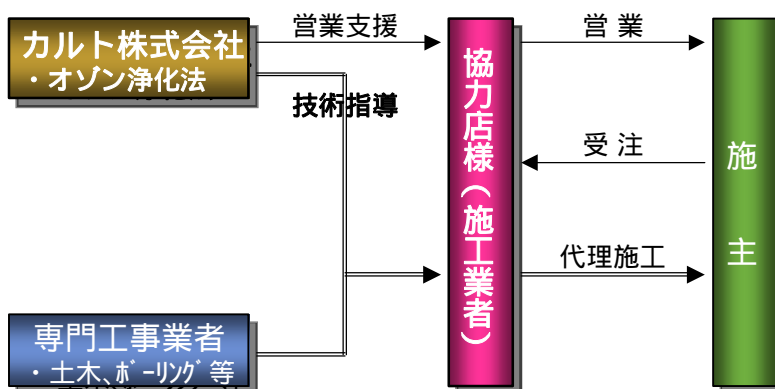 カルト株式会社
・オゾン浄化法
営業支援
技術指導
専門工事業者
・土木、ﾎﾞｰﾘﾝｸﾞ等
協力店様（施工業者）
営 業
受 注
代理施工
施 主